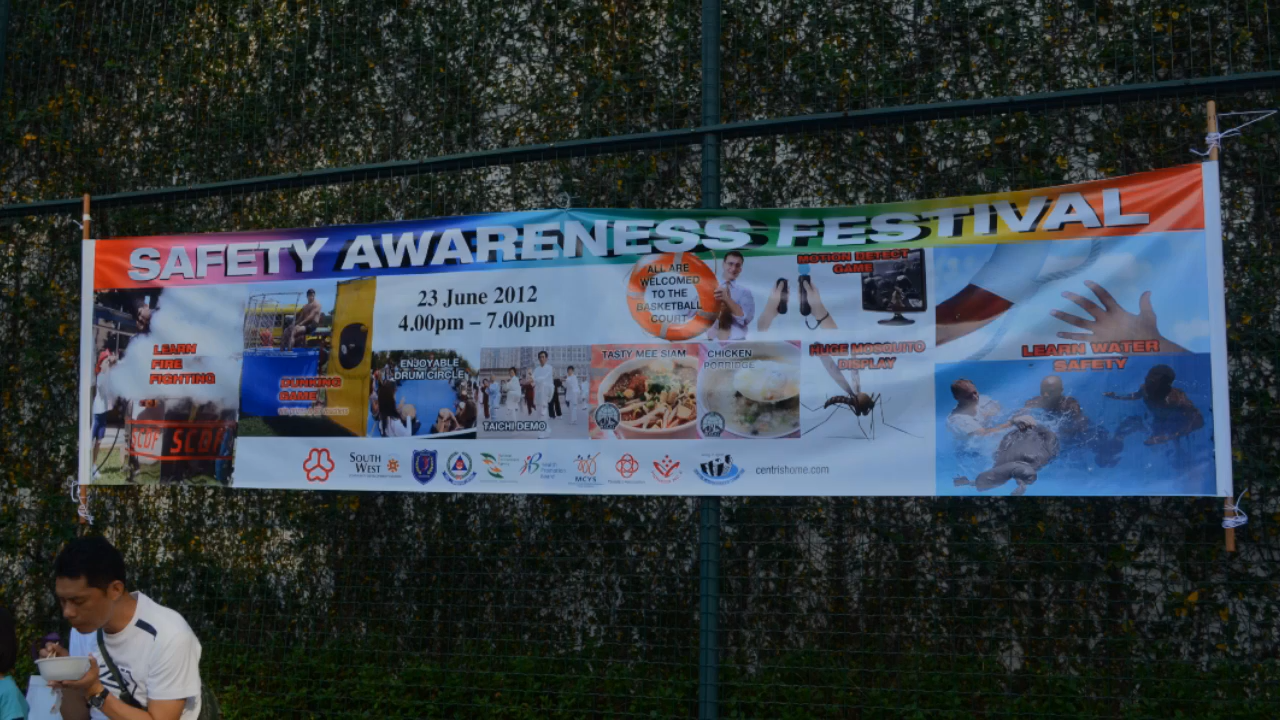 SAFETY AWARENESS FESTIVAL
23 June 2012
4.00pm – 7.00pm
ALL ARE
WELCOMED
TO THE
BASKETBALL
COURT
MOTION DETECT
GAME
LEARN
FIRE
FIGHTING
SCDF SCDF
DUNKING
GAME
ENJOYABLE
DRUM CIRCLE
TAICHI DEMO
TASTY MEE SIAM
CHICKEN
PORRIDGE
HUGE MOSQUITO
DISPLAY
LEARN WATER
SAFETY
SOUTH
WEST
MCYS
centrishome.com